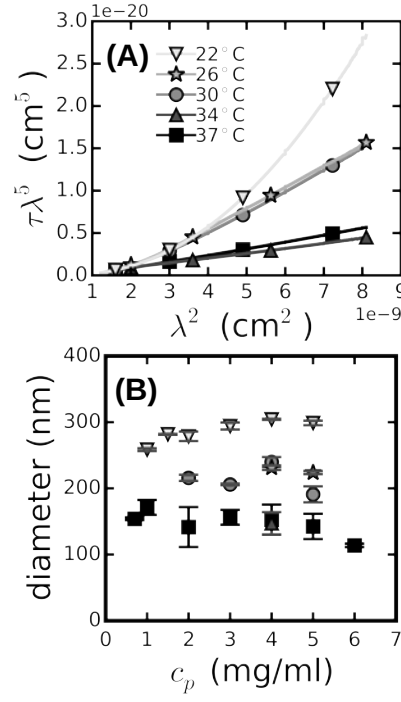 1e−20
3.0
2.5
2.0
1.5
1.0
0.5
0.0
τλ⁵ (cm⁵)
(A)
22°C
26°C
30°C
34°C
37°C
1 2 3 4 5 6 7 8 9
1e−9
λ² (cm²)
400
300
200
100
0
diameter (nm)
(B)
0 1 2 3 4 5 6 7
c_p (mg/ml)